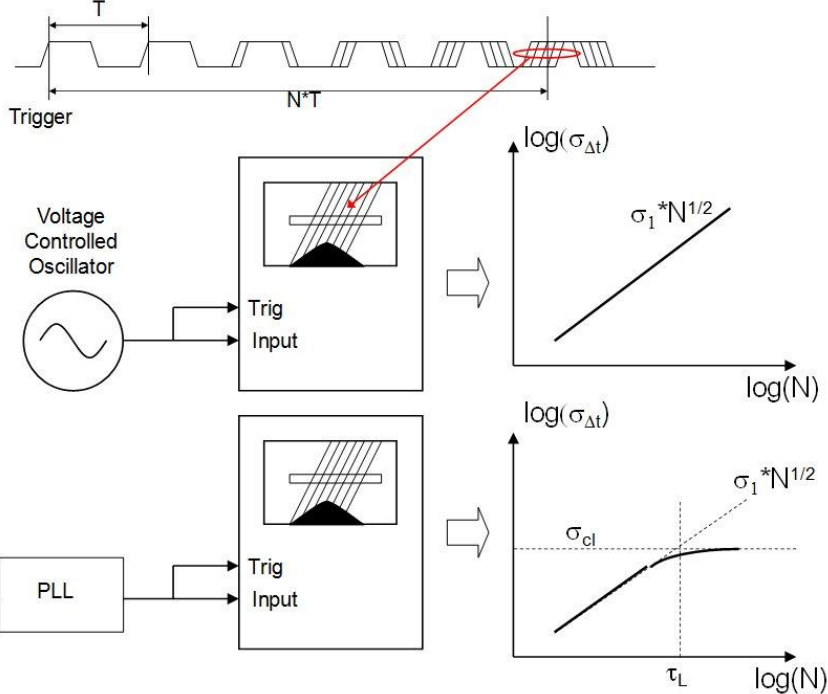 T
N*T
Trigger
log(σΔt)
Voltage
Controlled
Oscillator
σ1*N1/2
Trig
Input
log(N)
log(σΔt)
σ1*N1/2
σcl
PLL
Trig
Input
τL
log(N)